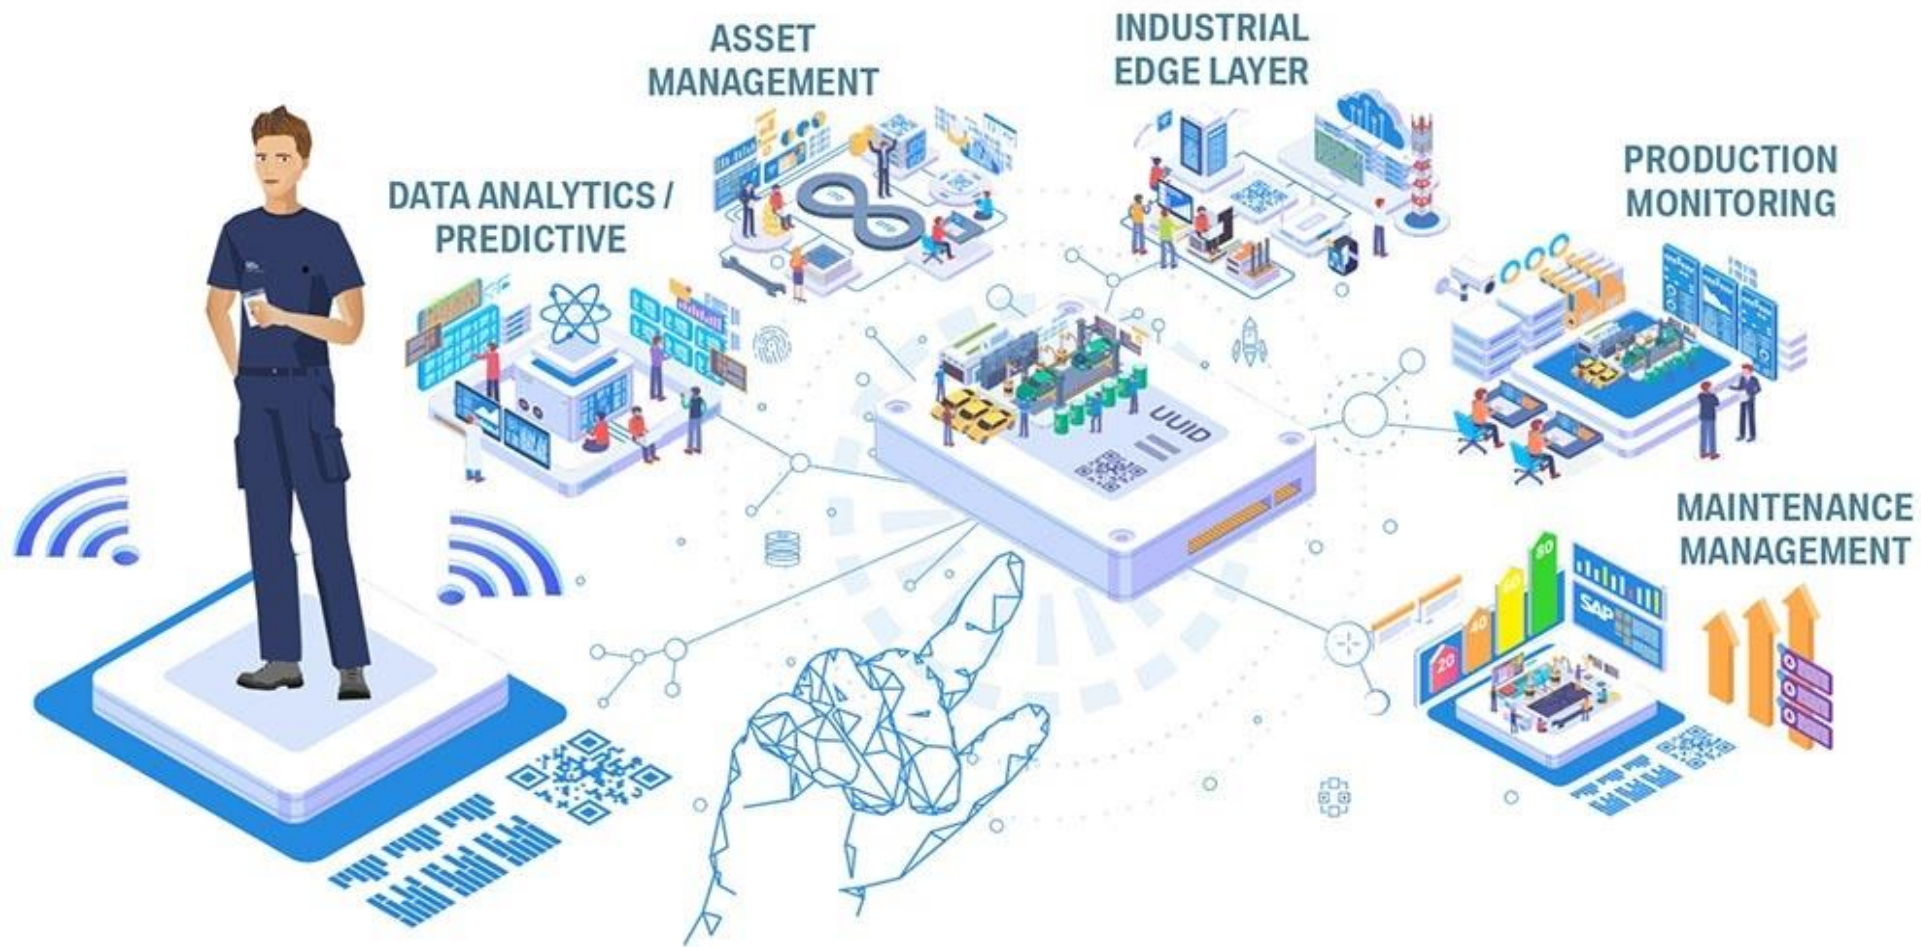 ASSET
MANAGEMENT
INDUSTRIAL
EDGE LAYER
DATA ANALYTICS /
PREDICTIVE
PRODUCTION
MONITORING
UUID
MAINTENANCE
MANAGEMENT
20
40
60
80
SAP